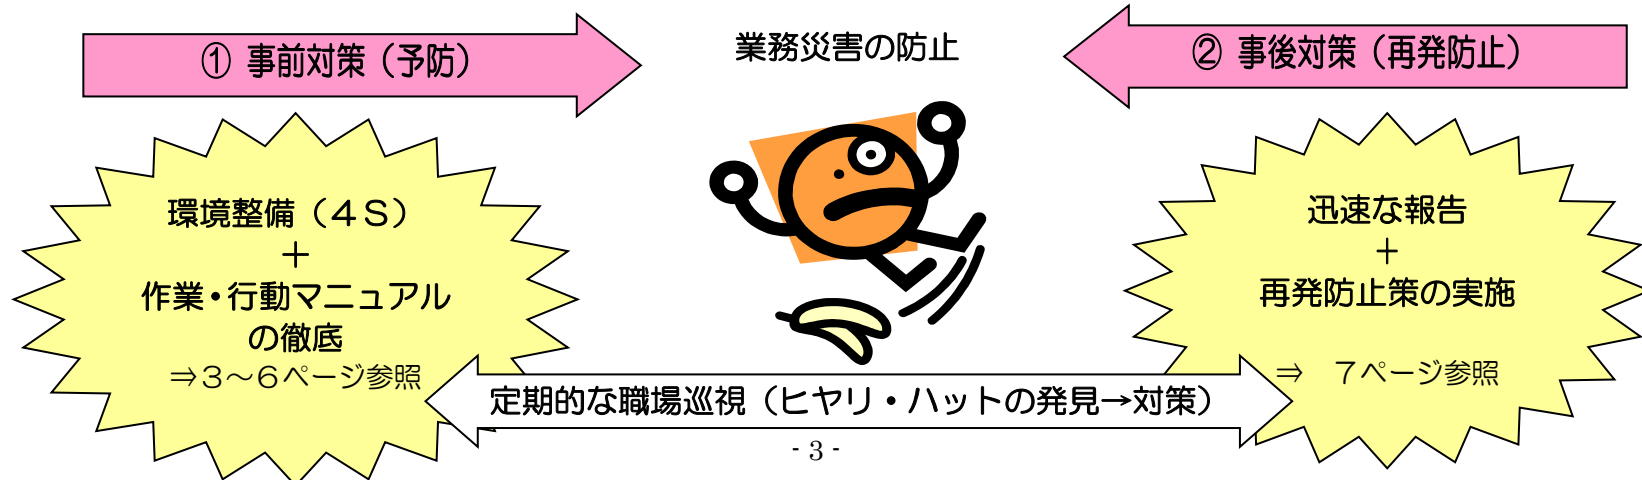 ① 事前対策（予防）
業務災害の防止
② 事後対策（再発防止）
環境整備（４Ｓ）
＋
作業・行動マニュアル
の徹底
⇒３～６ページ参照
迅速な報告
＋
再発防止策の実施
⇒　７ページ参照
定期的な職場巡視（ヒヤリ・ハットの発見→対策）
- 3 -